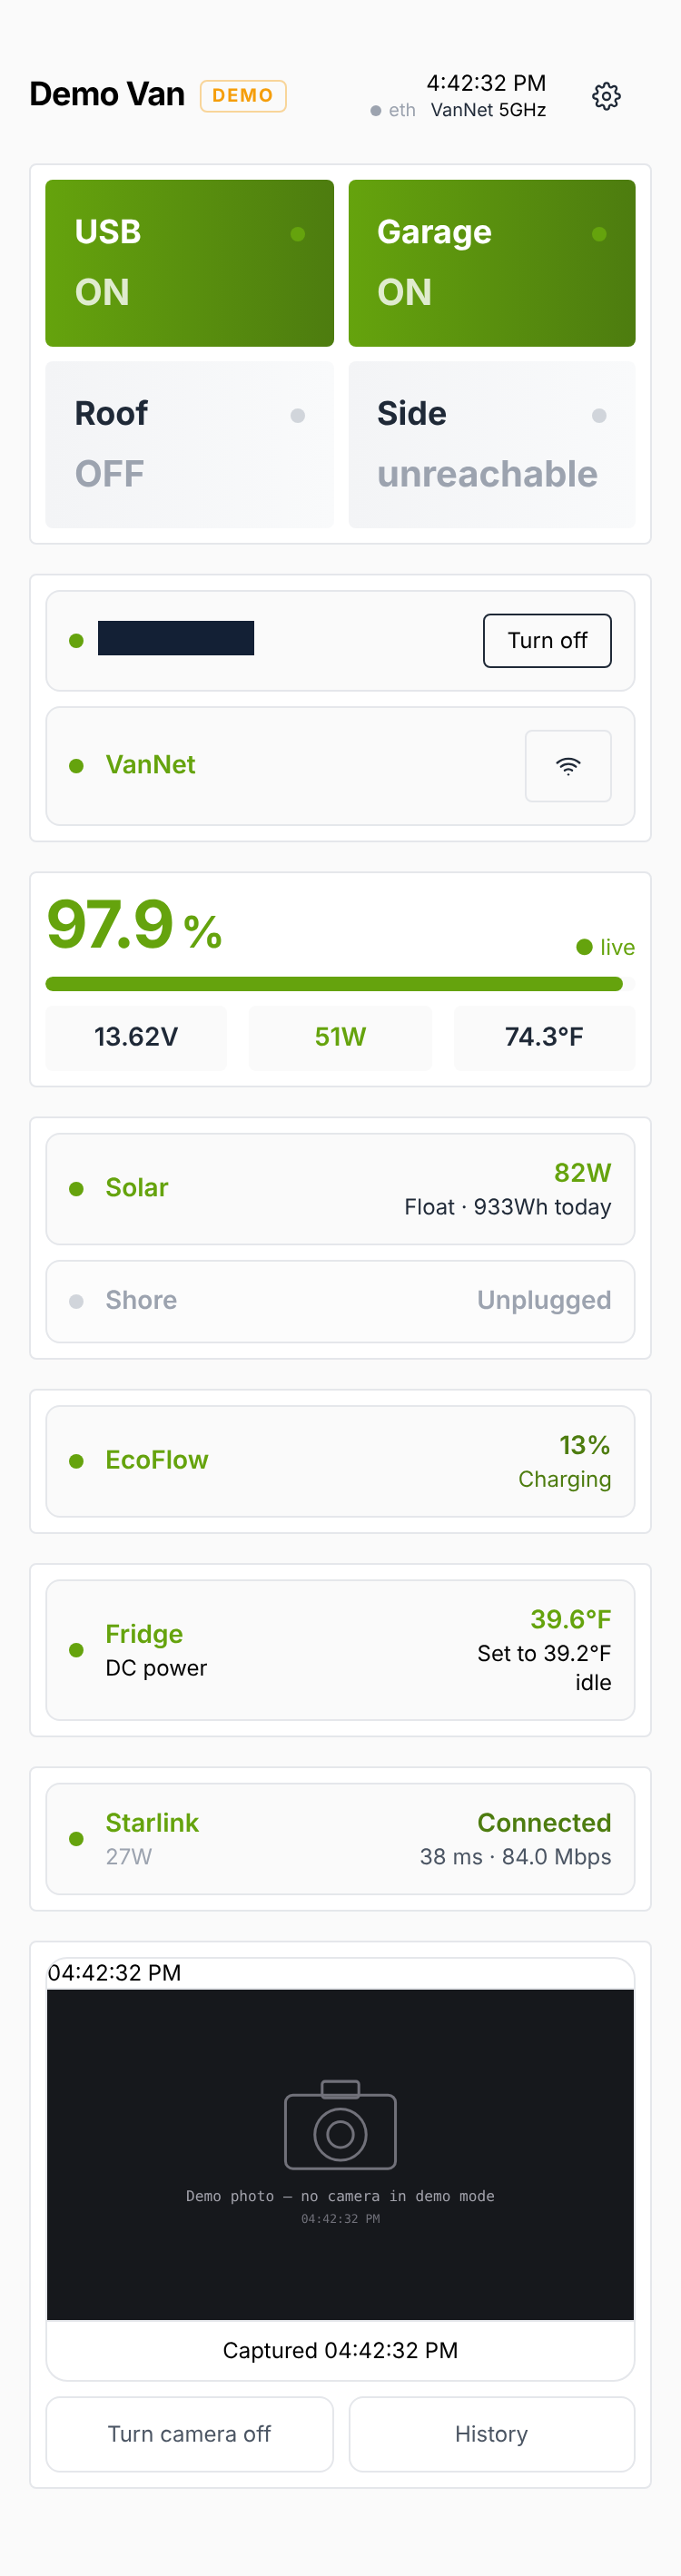 Demo Van DEMO
4:42:32 PM
eth VanNet 5GHz
USB
ON
Garage
ON
Roof
OFF
Side
unreachable
Turn off
VanNet
97.9 %
live
13.62V
51W
74.3°F
Solar
82W
Float · 933Wh today
Shore
Unplugged
EcoFlow
13%
Charging
Fridge
DC power
39.6°F
Set to 39.2°F
idle
Starlink
27W
Connected
38 ms · 84.0 Mbps
04:42:32 PM
Demo photo — no camera in demo mode
04:42:32 PM
Captured 04:42:32 PM
Turn camera off
History